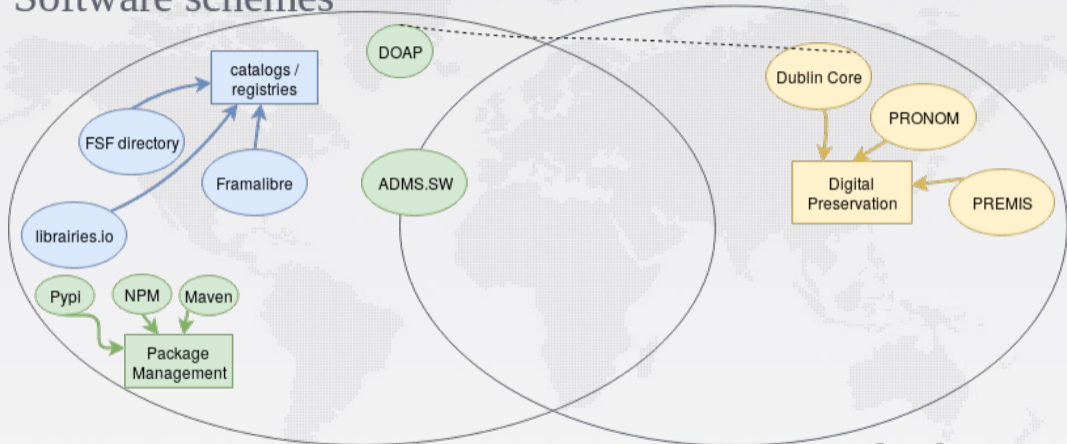 Software schemes
DOAP
catalogs /
registries
Dublin Core
PRONOM
FSF directory
Framalibre
ADMS.SW
Digital
Preservation
PREMIS
librairies.io
Pypi
NPM
Maven
Package
Management